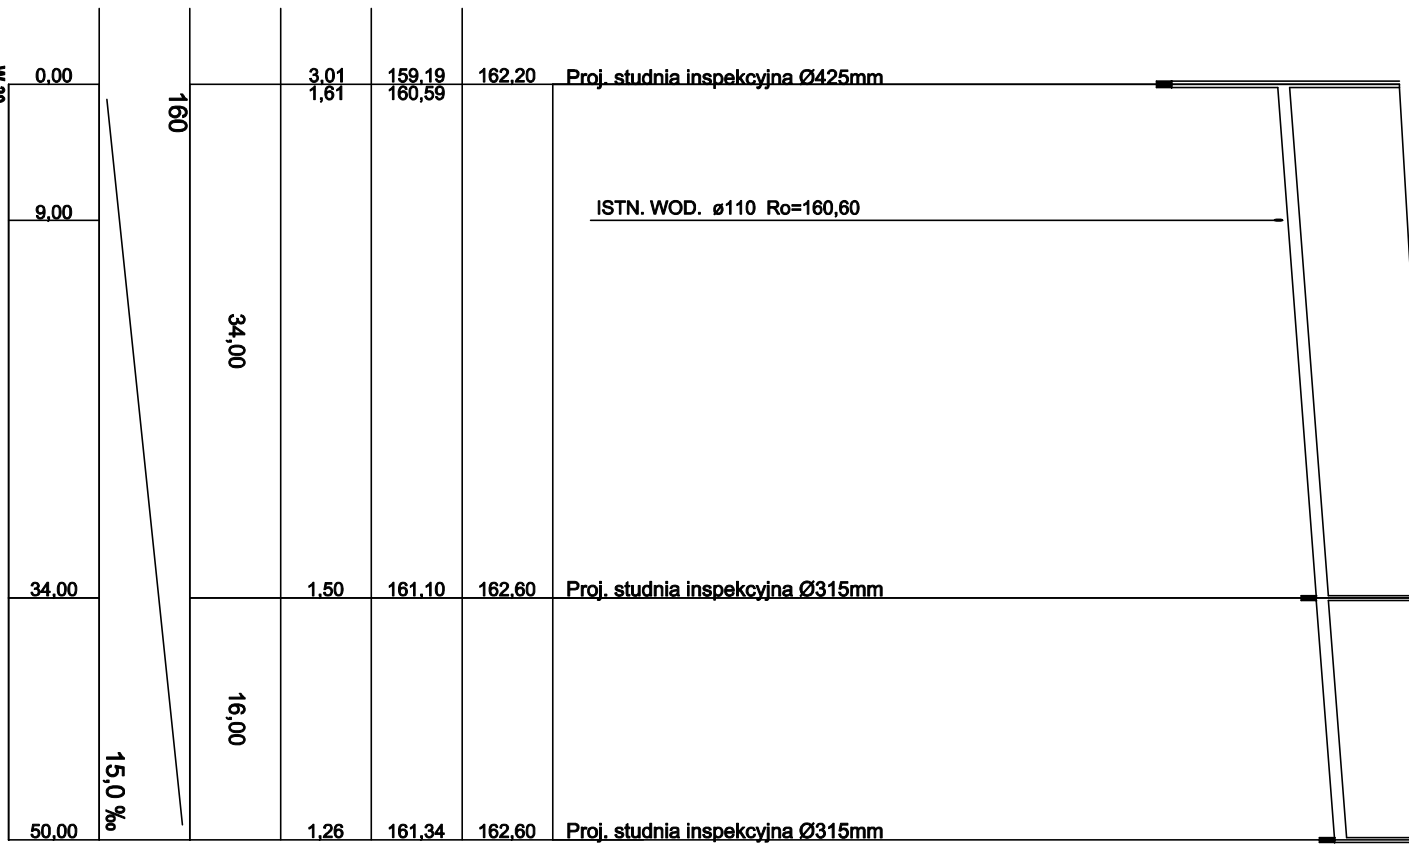 0,00 3,01 159,19 162,20 Proj. studnia inspekcyjna Ø425mm
1,61 160,59
160
9,00 ISTN. WOD. ø110 Ro=160,60
34,00
34,00 1,50 161,10 162,60 Proj. studnia inspekcyjna Ø315mm
16,00
15,0 ‰
50,00 1,26 161,34 162,60 Proj. studnia inspekcyjna Ø315mm